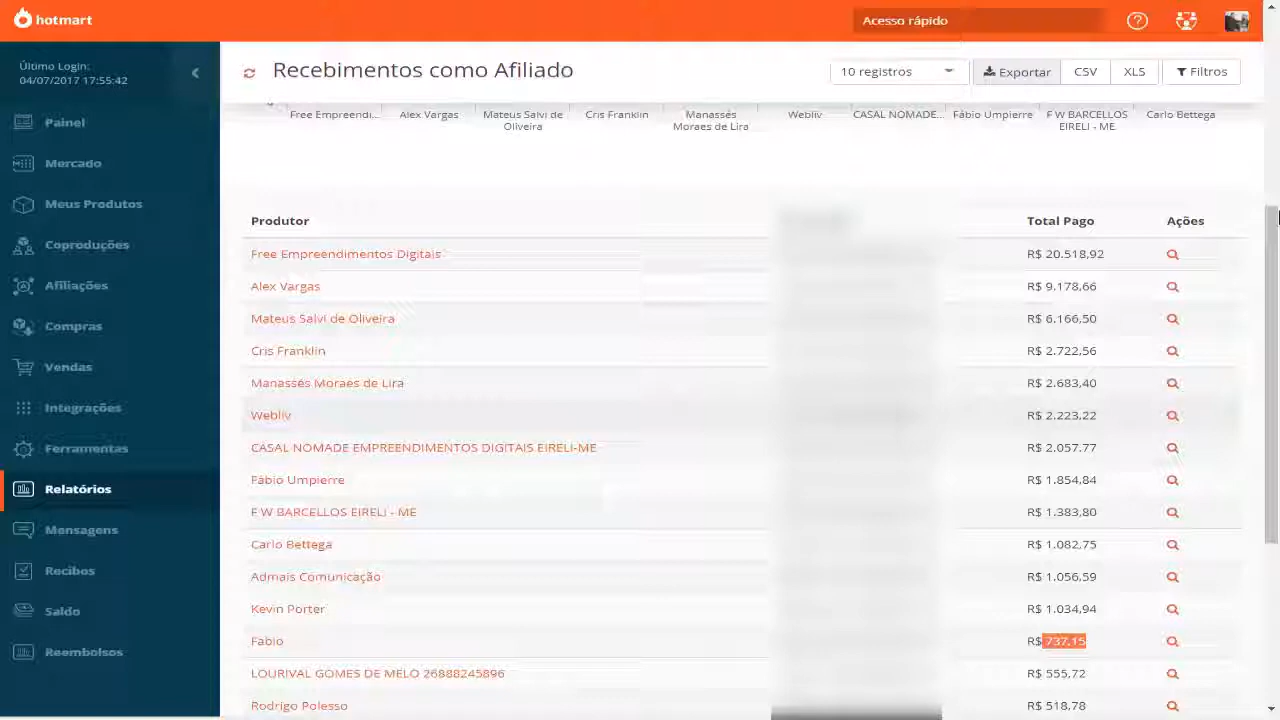 hotmart
Acesso rápido
Último Login:
04/07/2017 17:55:42
Painel
Mercado
Meus Produtos
Coproduções
Afiliações
Compras
Vendas
Integrações
Ferramentas
Relatórios
Mensagens
Recibos
Saldo
Reembolsos
Recebimentos como Afiliado
10 registros
Exportar CSV XLS
Filtros
Free Empreendi... Alex Vargas Mateus Salvi de Oliveira Cris Franklin Manassés Moraes de Lira Webliv CASAL NOMADE... Fábio Umpierre F W BARCELLOS EIRELI - ME Carlo Bettega
Produtor Total Pago Ações
Free Empreendimentos Digitais R$ 20.518,92
Alex Vargas R$ 9.178,66
Mateus Salvi de Oliveira R$ 6.166,50
Cris Franklin R$ 2.722,56
Manassés Moraes de Lira R$ 2.683,40
Webliv R$ 2.223,22
CASAL NOMADE EMPREENDIMENTOS DIGITAIS EIRELI-ME R$ 2.057,77
Fábio Umpierre R$ 1.854,84
F W BARCELLOS EIRELI - ME R$ 1.383,80
Carlo Bettega R$ 1.082,75
Admais Comunicação R$ 1.056,59
Kevin Porter R$ 1.034,94
Fabio R$ 737,15
LOURIVAL GOMES DE MELO 26888245896 R$ 555,72
Rodrigo Polesso R$ 518,78